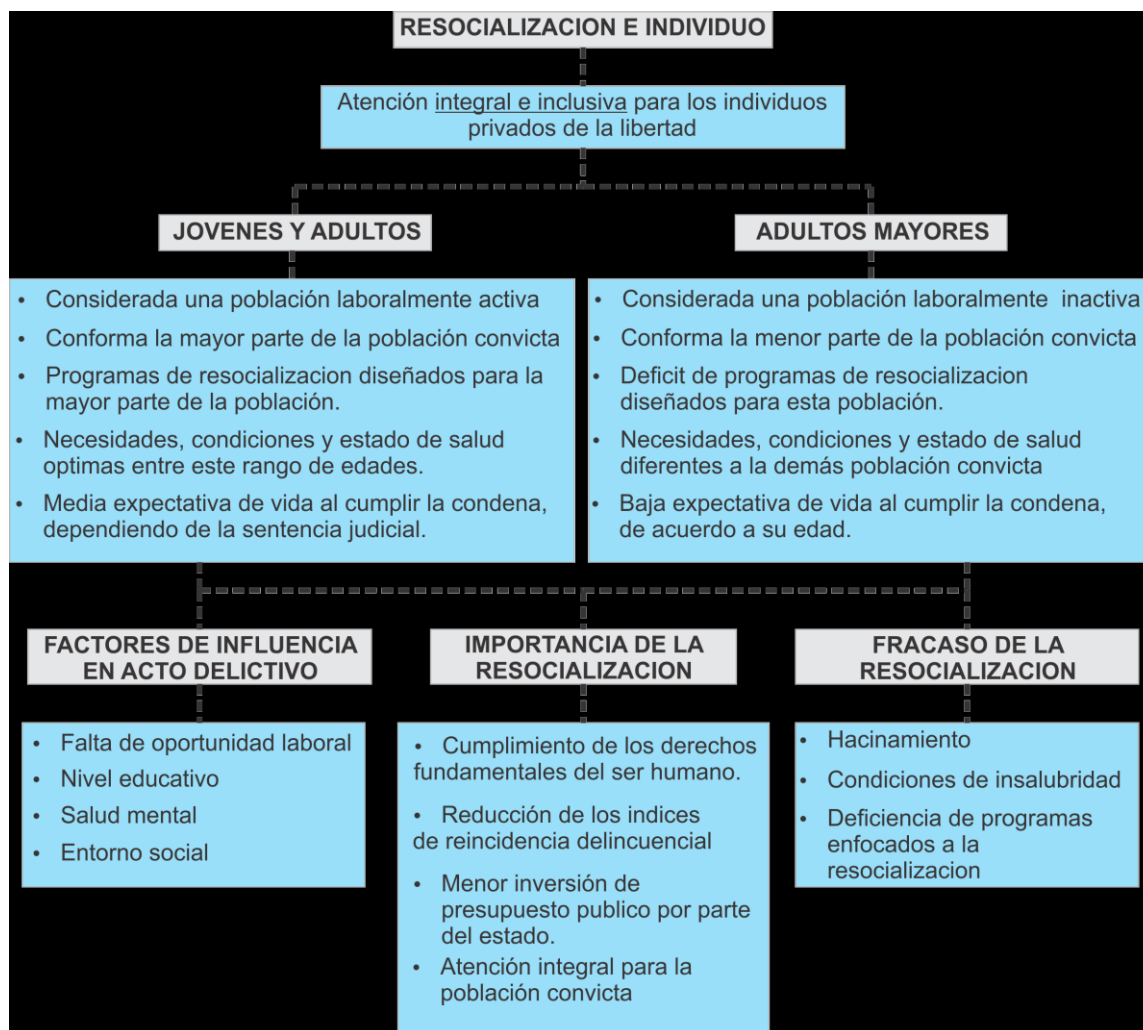 RESOCIALIZACION E INDIVIDUO
Atención integral e inclusiva para los individuos
privados de la libertad
JOVENES Y ADULTOS
• Considerada una población laboralmente activa
• Conforma la mayor parte de la población convicta
• Programas de resocializacion diseñados para la
mayor parte de la población.
• Necesidades, condiciones y estado de salud
optimas entre este rango de edades.
• Media expectativa de vida al cumplir la condena,
dependiendo de la sentencia judicial.
ADULTOS MAYORES
• Considerada una población laboralmente inactiva
• Conforma la menor parte de la población convicta
• Deficit de programas de resocializacion
diseñados para esta población.
• Necesidades, condiciones y estado de salud
diferentes a la demás población convicta
• Baja expectativa de vida al cumplir la condena,
de acuerdo a su edad.
FACTORES DE INFLUENCIA
EN ACTO DELICTIVO
• Falta de oportunidad laboral
• Nivel educativo
• Salud mental
• Entorno social
IMPORTANCIA DE LA
RESOCIALIZACION
• Cumplimiento de los derechos
fundamentales del ser humano.
• Reducción de los indices
de reincidencia delincuencial
• Menor inversión de
presupuesto publico por parte
del estado.
• Atención integral para la
población convicta
FRACASO DE LA
RESOCIALIZACION
• Hacinamiento
• Condiciones de insalubridad
• Deficiencia de programas
enfocados a la
resocializacion